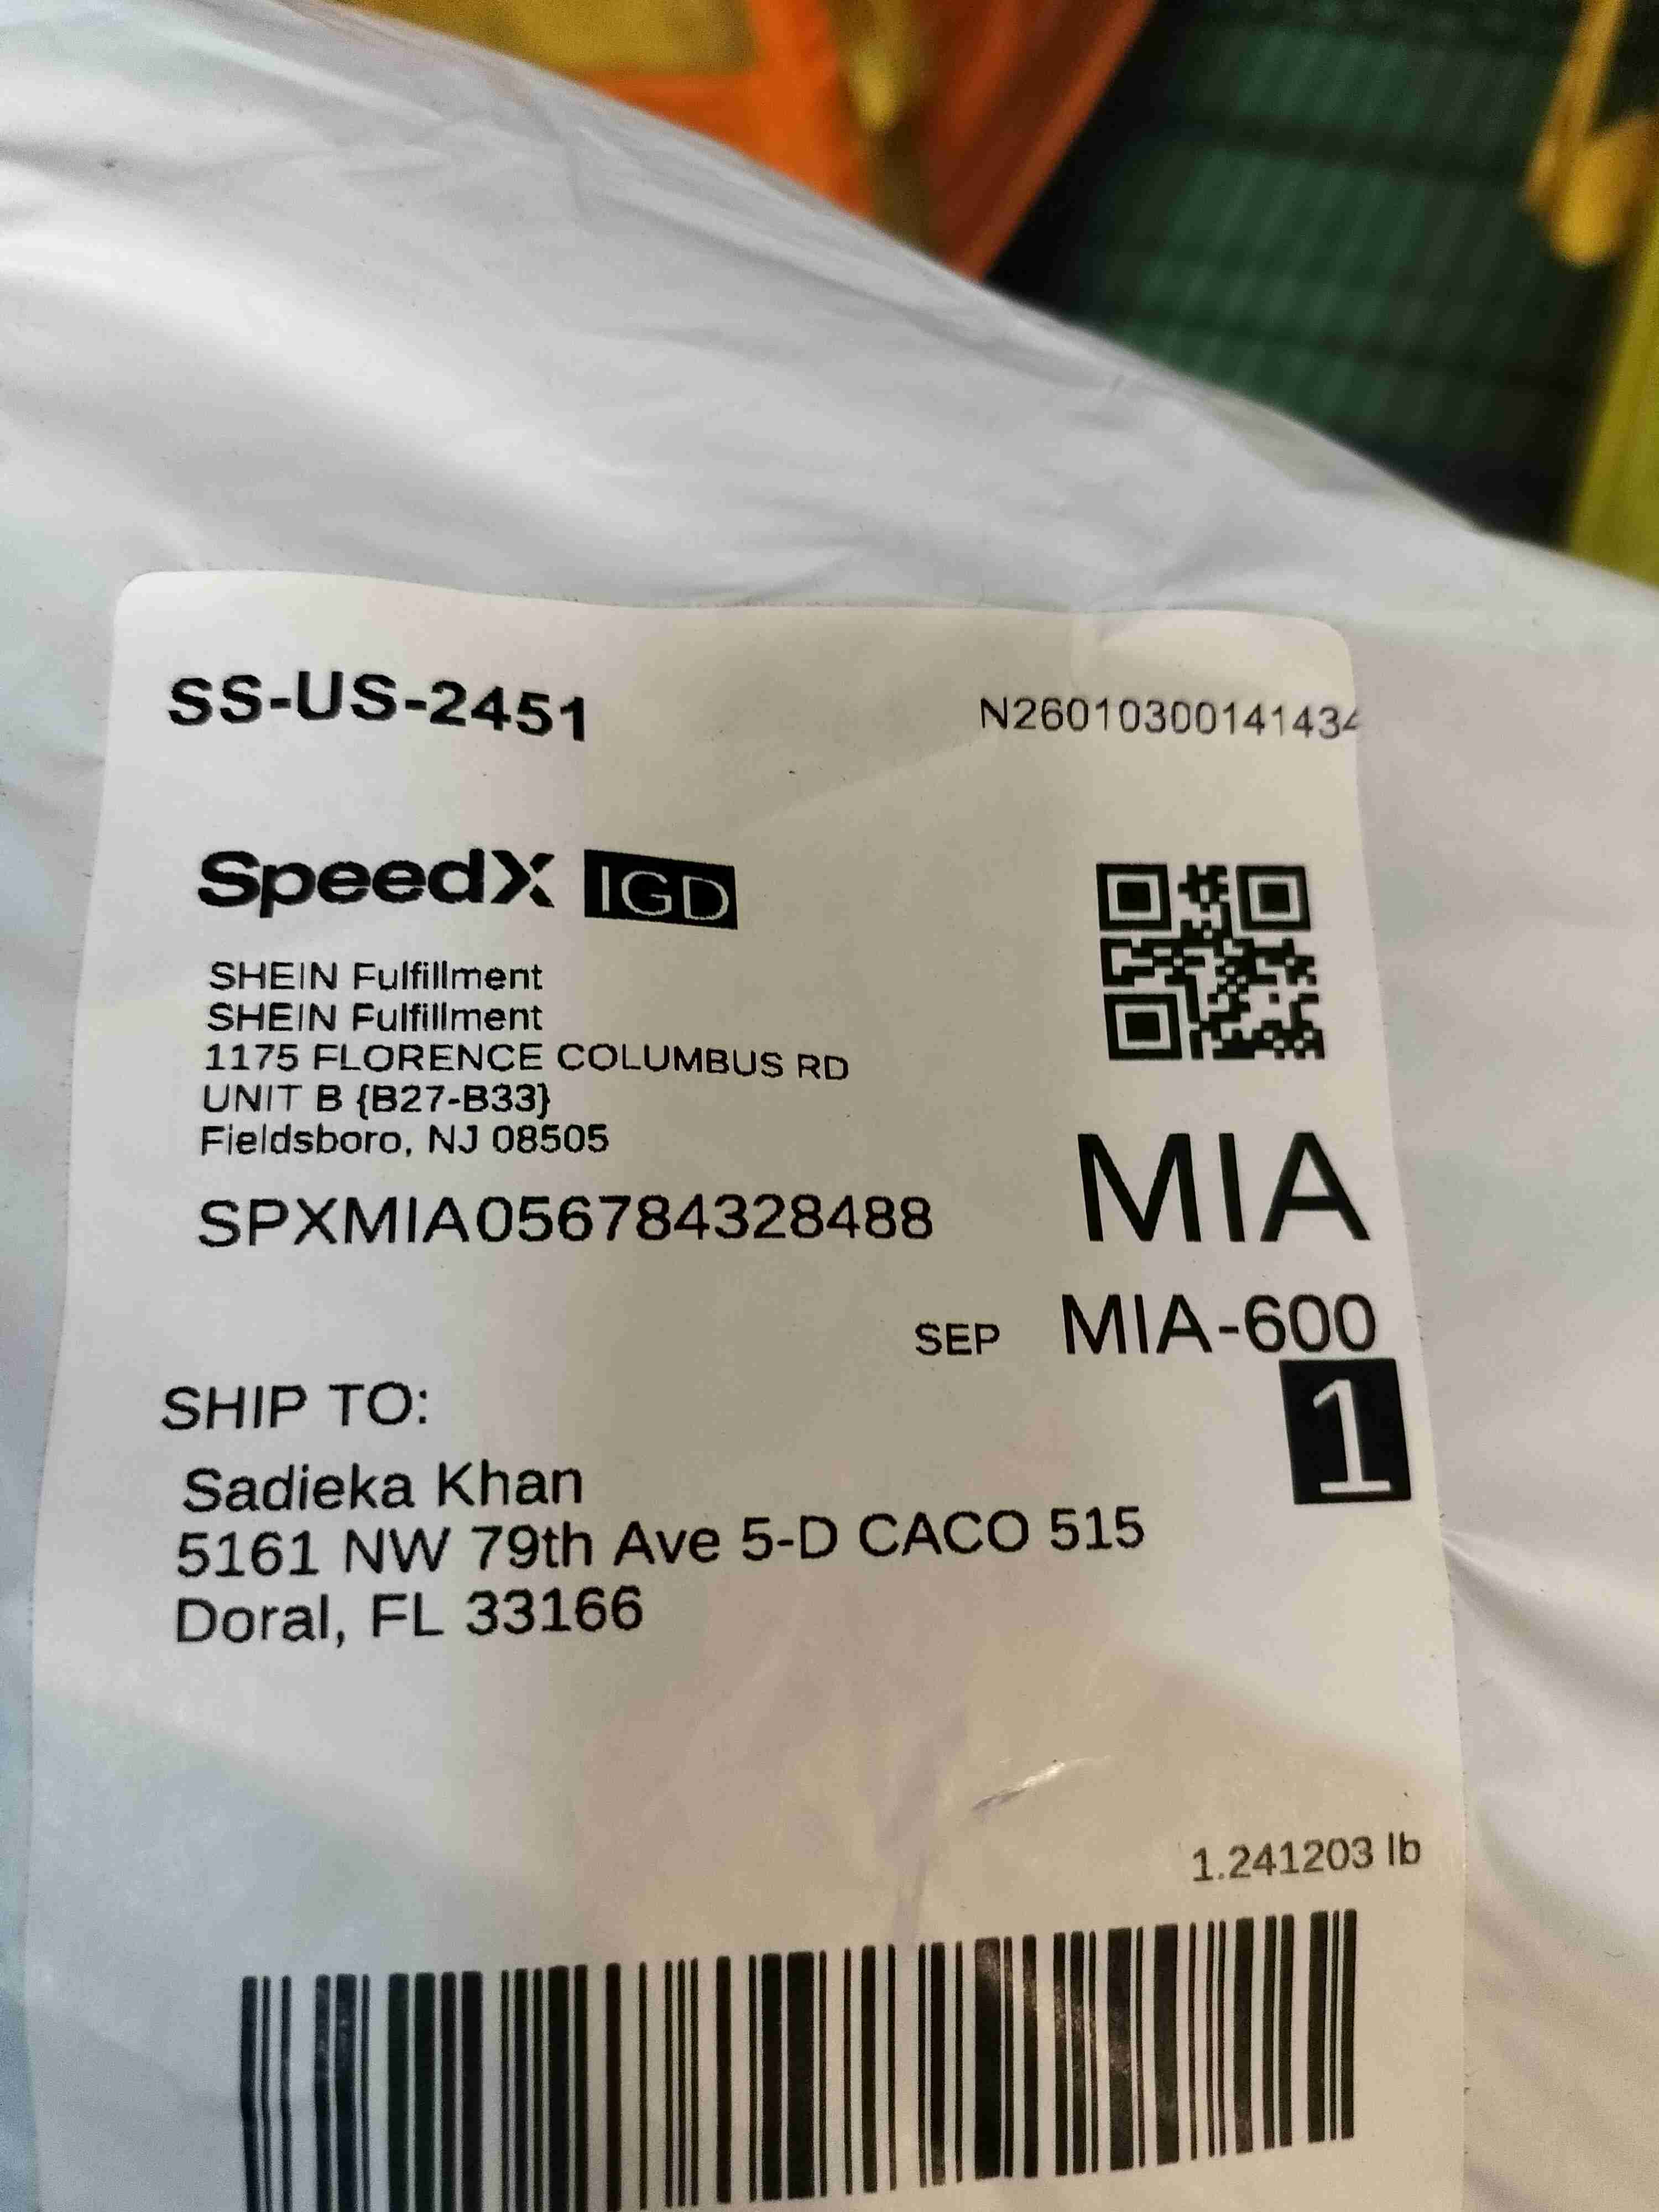 SS-US-2451
N26010300141434
SpeedX IGD
SHEIN Fulfillment
SHEIN Fulfillment
1175 FLORENCE COLUMBUS RD
UNIT B {B27-B33}
Fieldsboro, NJ 08505
SPXMIA056784328488
MIA
SEP MIA-600
1
SHIP TO:
Sadieka Khan
5161 NW 79th Ave 5-D CACO 515
Doral, FL 33166
1.241203 lb